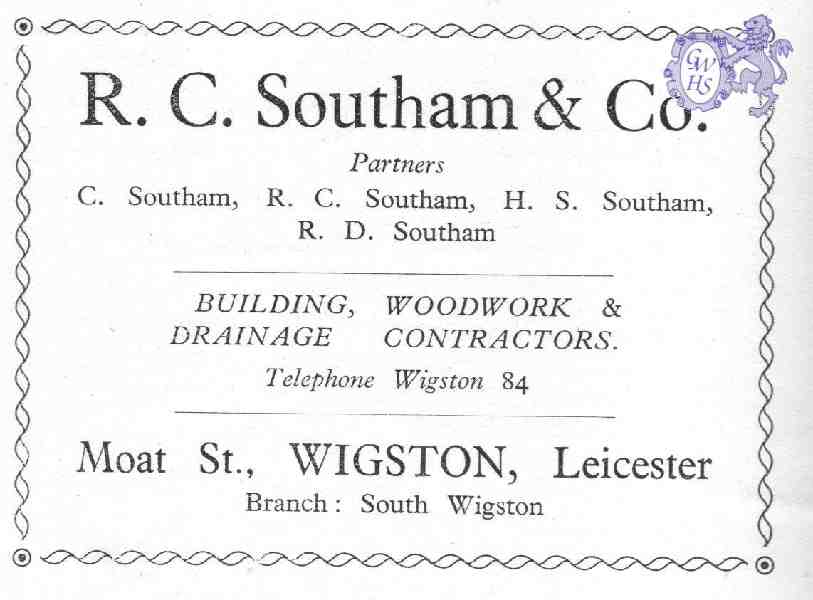 R. C. Southam & Co.
GWHS
Partners
C. Southam, R. C. Southam, H. S. Southam,
R. D. Southam
BUILDING, WOODWORK &
DRAINAGE CONTRACTORS.
Telephone Wigston 84
Moat St., WIGSTON, Leicester
Branch: South Wigston